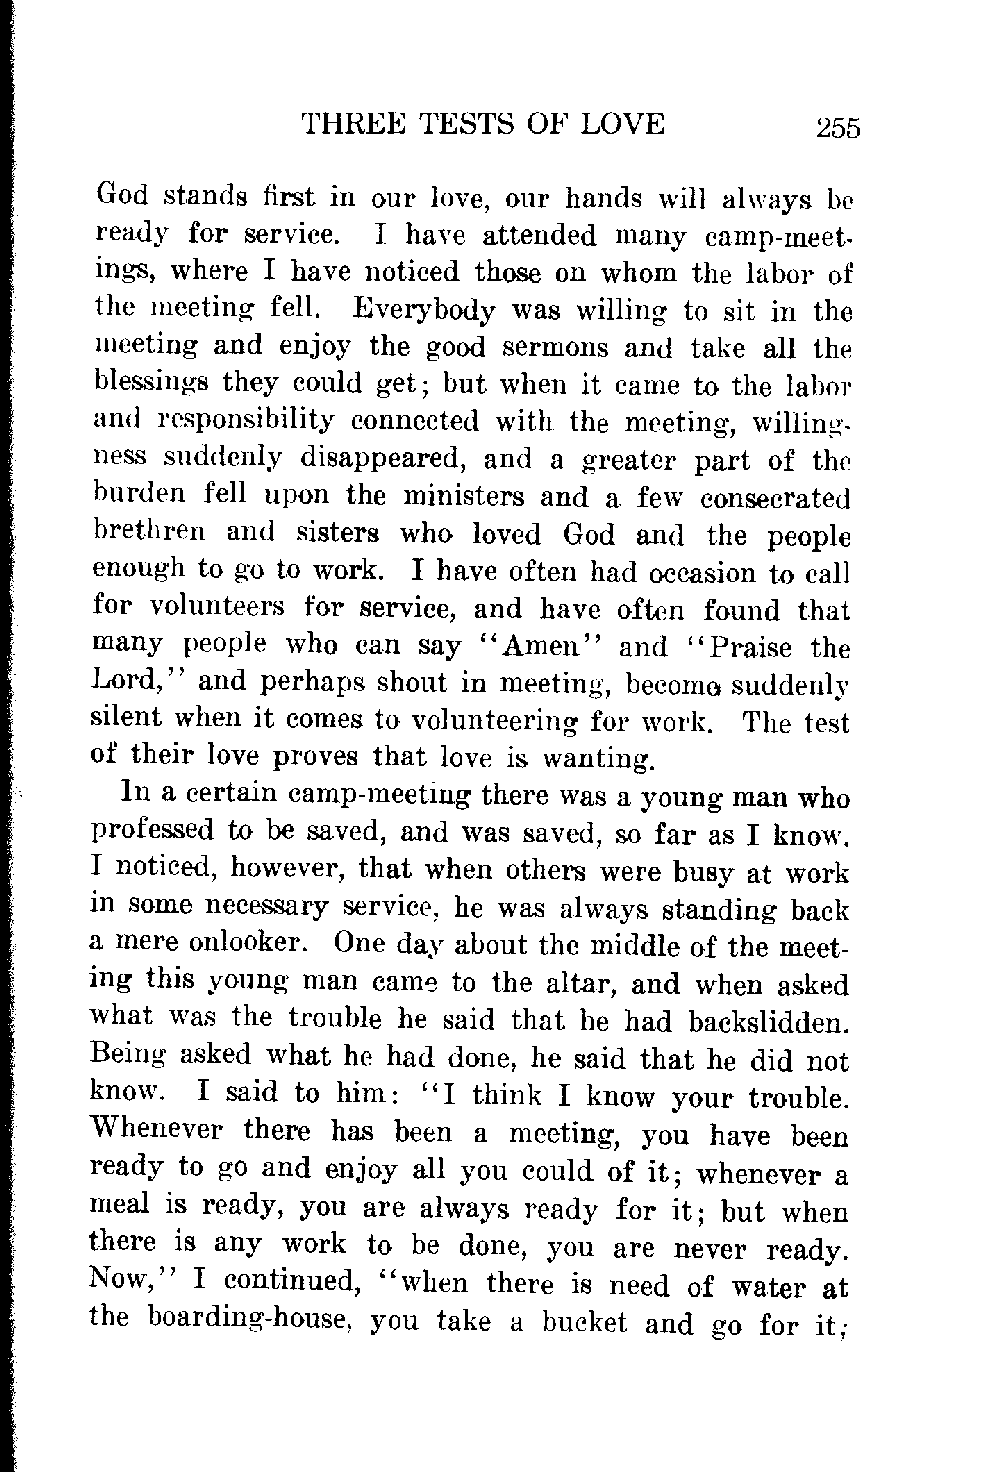 THREE TESTS OF LOVE 255
God stands first in our love, our hands will always be
ready for service. I have attended many camp-meet-
ings, where I have noticed those on whom the labor of
the meeting fell. Everybody was willing to sit in the
meeting and enjoy the good sermons and take all the
blessings they could get; but when it came to the labor
and responsibility connected with the meeting, willing-
ness suddenly disappeared, and a greater part of the
burden fell upon the ministers and a few consecrated
brethren and sisters who loved God and the people
enough to go to work. I have often had occasion to call
for volunteers for service, and have often found that
many people who can say "Amen" and "Praise the
Lord," and perhaps shout in meeting, become suddenly
silent when it comes to volunteering for work. The test
of their love proves that love is wanting.
In a certain camp-meeting there was a young man who
professed to be saved, and was saved, so far as I know.
I noticed, however, that when others were busy at work
in some necessary service, he was always standing back
a mere onlooker. One day about the middle of the meet-
ing this young man came to the altar, and when asked
what was the trouble he said that he had backslidden.
Being asked what he had done, he said that he did not
know. I said to him: "I think I know your trouble.
Whenever there has been a meeting, you have been
ready to go and enjoy all you could of it; whenever a
meal is ready, you are always ready for it; but when
there is any work to be done, you are never ready.
Now," I continued, "when there is need of water at
the boarding-house, you take a bucket and go for it;